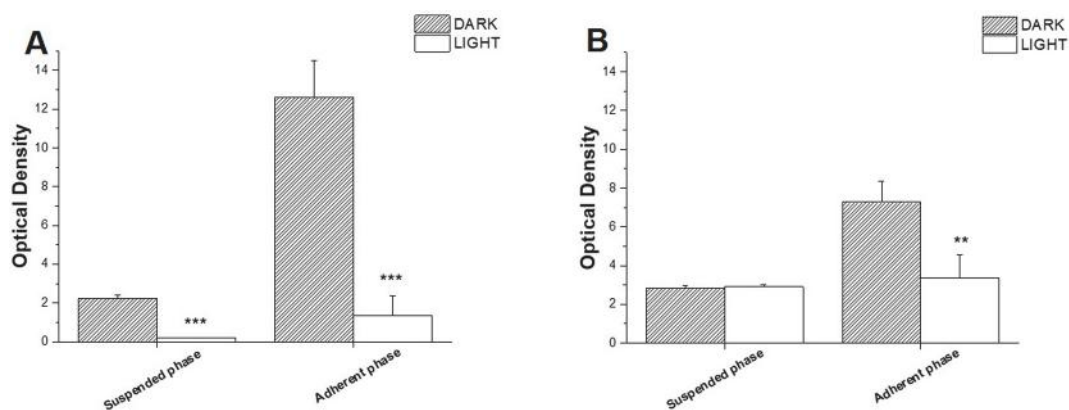 A
DARK
LIGHT
Optical Density
14
12
10
8
6
4
2
0
***
***
Suspended phase
Adherent phase
B
DARK
LIGHT
Optical Density
14
12
10
8
6
4
2
0
**
Suspended phase
Adherent phase